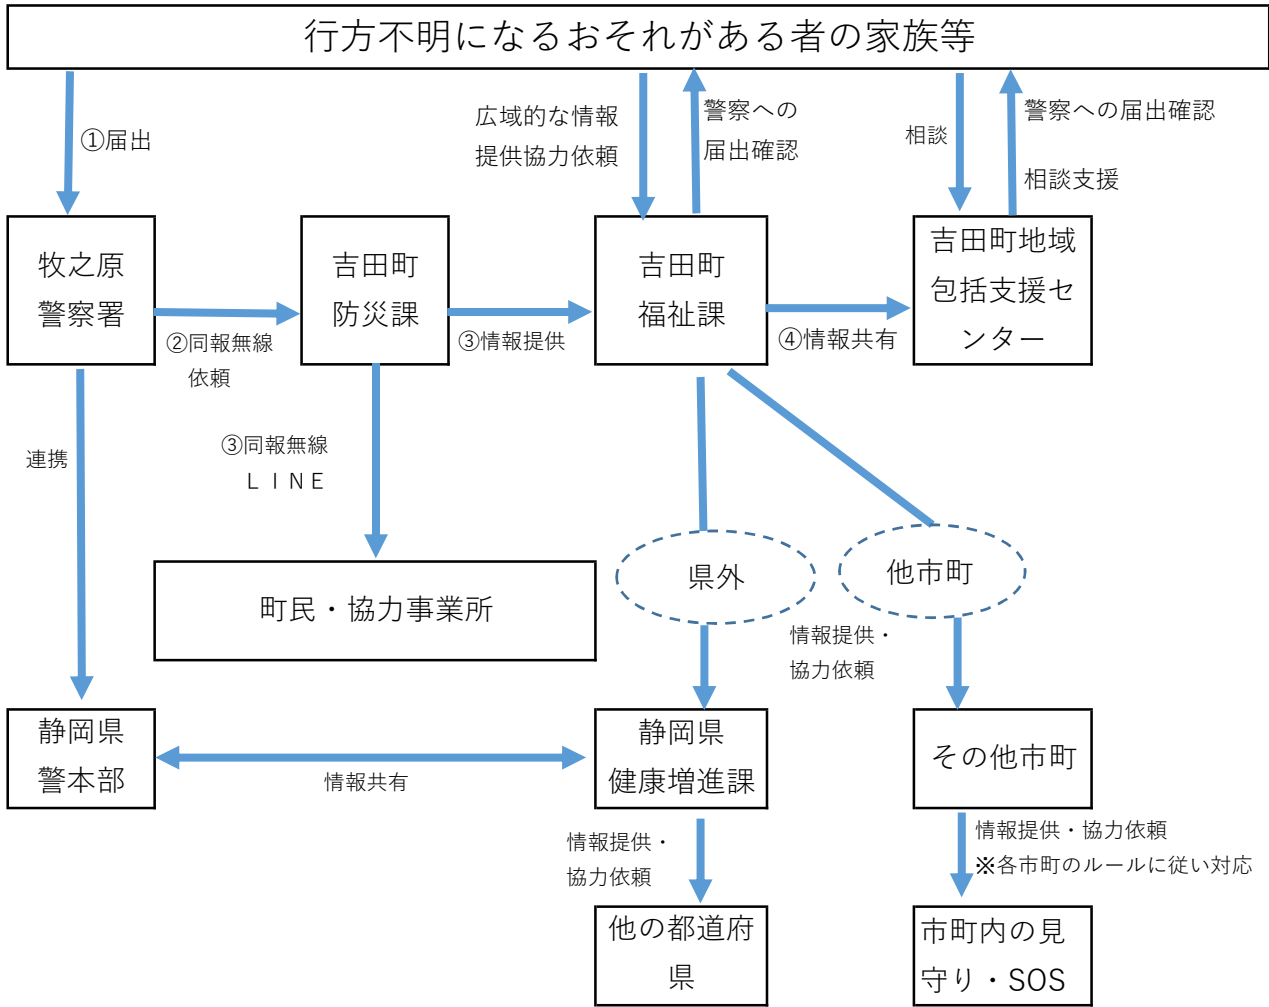 行方不明になるおそれがある者の家族等
①届出
広域的な情報
提供協力依頼
警察への
届出確認
相談
警察への届出確認
相談支援
牧之原
警察署
②同報無線
依頼
吉田町
防災課
③情報提供
吉田町
福祉課
④情報共有
吉田町地域
包括支援セ
ンター
連携
③同報無線
ＬＩＮＥ
町民・協力事業所
県外
他市町
情報提供・
協力依頼
静岡県
警本部
情報共有
静岡県
健康増進課
その他市町
情報提供・
協力依頼
情報提供・協力依頼
※各市町のルールに従い対応
他の都道府
県
市町内の見
守り・SOS